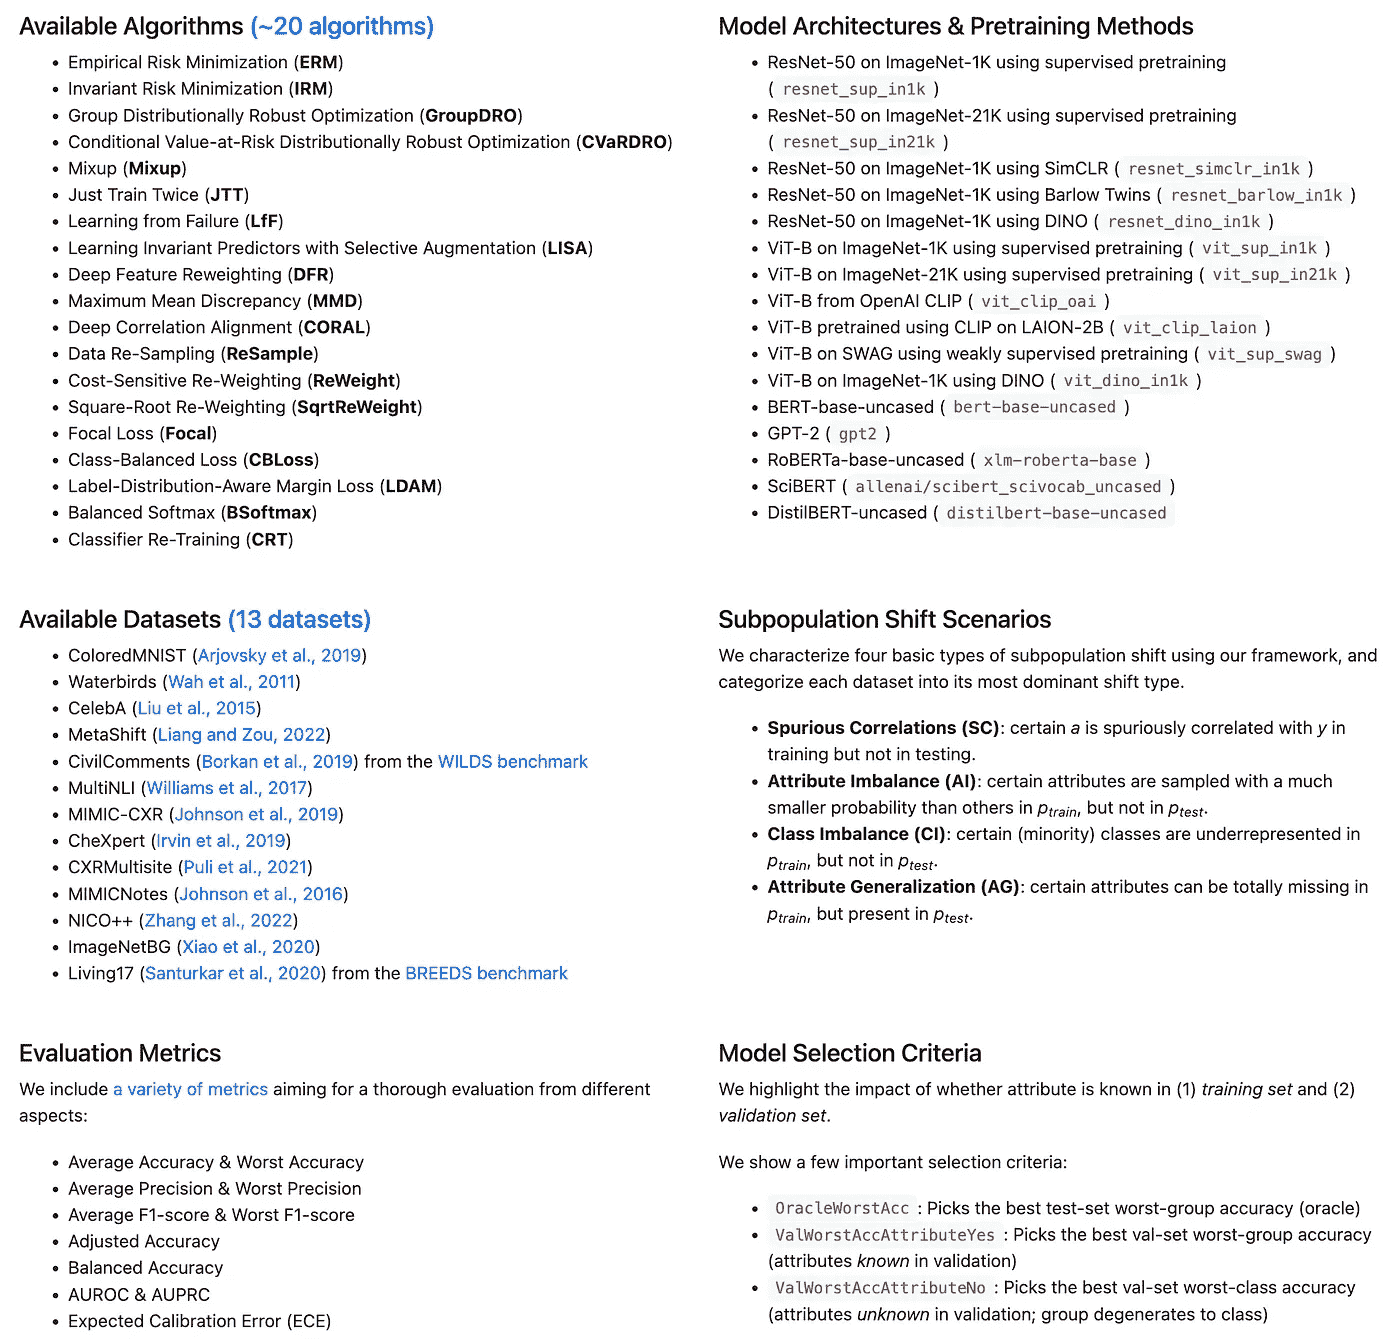 Available Algorithms (~20 algorithms)
• Empirical Risk Minimization (ERM)
• Invariant Risk Minimization (IRM)
• Group Distributionally Robust Optimization (GroupDRO)
• Conditional Value-at-Risk Distributionally Robust Optimization (CVaRDRO)
• Mixup (Mixup)
• Just Train Twice (JTT)
• Learning from Failure (LfF)
• Learning Invariant Predictors with Selective Augmentation (LISA)
• Deep Feature Reweighting (DFR)
• Maximum Mean Discrepancy (MMD)
• Deep Correlation Alignment (CORAL)
• Data Re-Sampling (ReSample)
• Cost-Sensitive Re-Weighting (ReWeight)
• Square-Root Re-Weighting (SqrtReWeight)
• Focal Loss (Focal)
• Class-Balanced Loss (CBLoss)
• Label-Distribution-Aware Margin Loss (LDAM)
• Balanced Softmax (BSoftmax)
• Classifier Re-Training (CRT)
Model Architectures & Pretraining Methods
• ResNet-50 on ImageNet-1K using supervised pretraining
( resnet_sup_in1k )
• ResNet-50 on ImageNet-21K using supervised pretraining
( resnet_sup_in21k )
• ResNet-50 on ImageNet-1K using SimCLR ( resnet_simclr_in1k )
• ResNet-50 on ImageNet-1K using Barlow Twins ( resnet_barlow_in1k )
• ResNet-50 on ImageNet-1K using DINO ( resnet_dino_in1k )
• ViT-B on ImageNet-1K using supervised pretraining ( vit_sup_in1k )
• ViT-B on ImageNet-21K using supervised pretraining ( vit_sup_in21k )
• ViT-B from OpenAI CLIP ( vit_clip_oai )
• ViT-B pretrained using CLIP on LAION-2B ( vit_clip_laion )
• ViT-B on SWAG using weakly supervised pretraining ( vit_sup_swag )
• ViT-B on ImageNet-1K using DINO ( vit_dino_in1k )
• BERT-base-uncased ( bert-base-uncased )
• GPT-2 ( gpt2 )
• RoBERTa-base-uncased ( xlm-roberta-base )
• SciBERT ( allenai/scibert_scivocab_uncased )
• DistilBERT-uncased ( distilbert-base-uncased
Available Datasets (13 datasets)
• ColoredMNIST (Arjovsky et al., 2019)
• Waterbirds (Wah et al., 2011)
• CelebA (Liu et al., 2015)
• MetaShift (Liang and Zou, 2022)
• CivilComments (Borkan et al., 2019) from the WILDS benchmark
• MultiNLI (Williams et al., 2017)
• MIMIC-CXR (Johnson et al., 2019)
• CheXpert (Irvin et al., 2019)
• CXRMultisite (Puli et al., 2021)
• MIMICNotes (Johnson et al., 2016)
• NICO++ (Zhang et al., 2022)
• ImageNetBG (Xiao et al., 2020)
• Living17 (Santurkar et al., 2020) from the BREEDS benchmark
Subpopulation Shift Scenarios
We characterize four basic types of subpopulation shift using our framework, and
categorize each dataset into its most dominant shift type.
• Spurious Correlations (SC): certain a is spuriously correlated with y in
training but not in testing.
• Attribute Imbalance (AI): certain attributes are sampled with a much
smaller probability than others in p_train, but not in p_test.
• Class Imbalance (CI): certain (minority) classes are underrepresented in
p_train, but not in p_test.
• Attribute Generalization (AG): certain attributes can be totally missing in
p_train, but present in p_test.
Evaluation Metrics
We include a variety of metrics aiming for a thorough evaluation from different
aspects:
• Average Accuracy & Worst Accuracy
• Average Precision & Worst Precision
• Average F1-score & Worst F1-score
• Adjusted Accuracy
• Balanced Accuracy
• AUROC & AUPRC
• Expected Calibration Error (ECE)
Model Selection Criteria
We highlight the impact of whether attribute is known in (1) training set and (2)
validation set.
We show a few important selection criteria:
• OracleWorstAcc : Picks the best test-set worst-group accuracy (oracle)
• ValWorstAccAttributeYes : Picks the best val-set worst-group accuracy
(attributes known in validation)
• ValWorstAccAttributeNo : Picks the best val-set worst-class accuracy
(attributes unknown in validation; group degenerates to class)